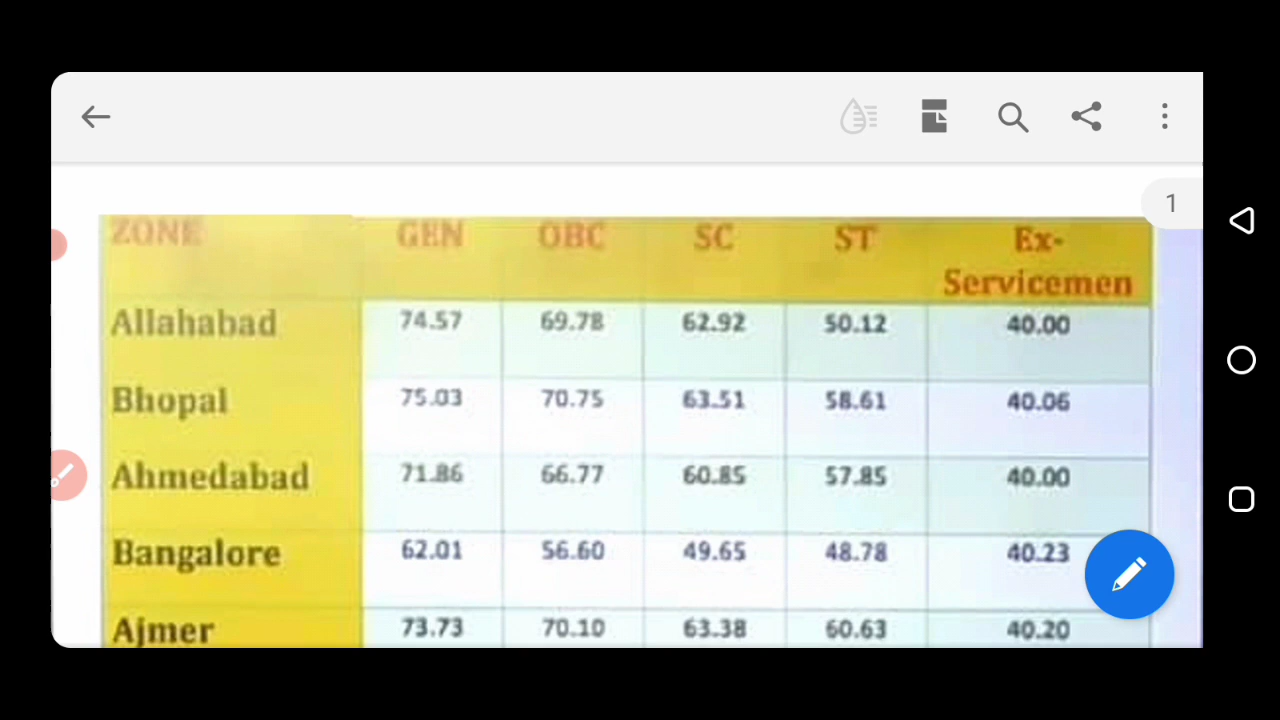 1
ZONE GEN OBC SC ST Ex-
Servicemen
Allahabad 74.57 69.78 62.92 50.12 40.00
Bhopal 75.03 70.75 63.51 58.61 40.06
Ahmedabad 71.86 66.77 60.85 57.85 40.00
Bangalore 62.01 56.60 49.65 48.78 40.23
Ajmer 73.73 70.10 63.38 60.63 40.20